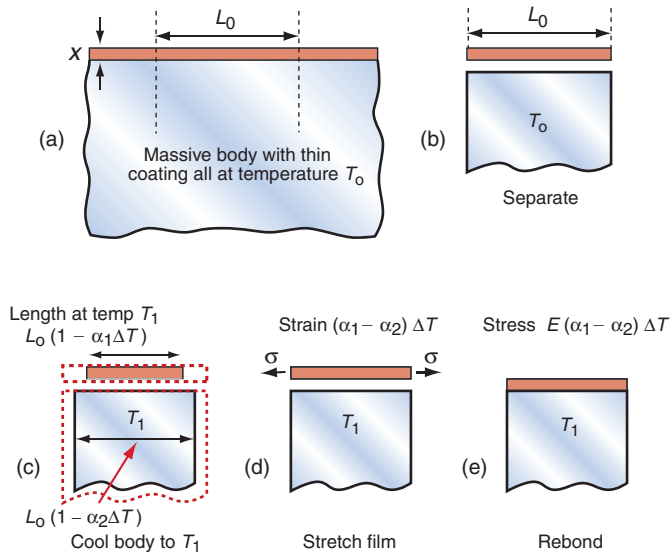 L₀
x
(a)
Massive body with thin
coating all at temperature Tₒ
L₀
(b)
Tₒ
Separate
Length at temp T₁
Lₒ (1 − α₁ΔT)
T₁
(c)
Lₒ (1 − α₂ΔT)
Cool body to T₁
Strain (α₁ − α₂) ΔT
σ
σ
T₁
(d)
Stretch film
Stress E (α₁ − α₂) ΔT
T₁
(e)
Rebond